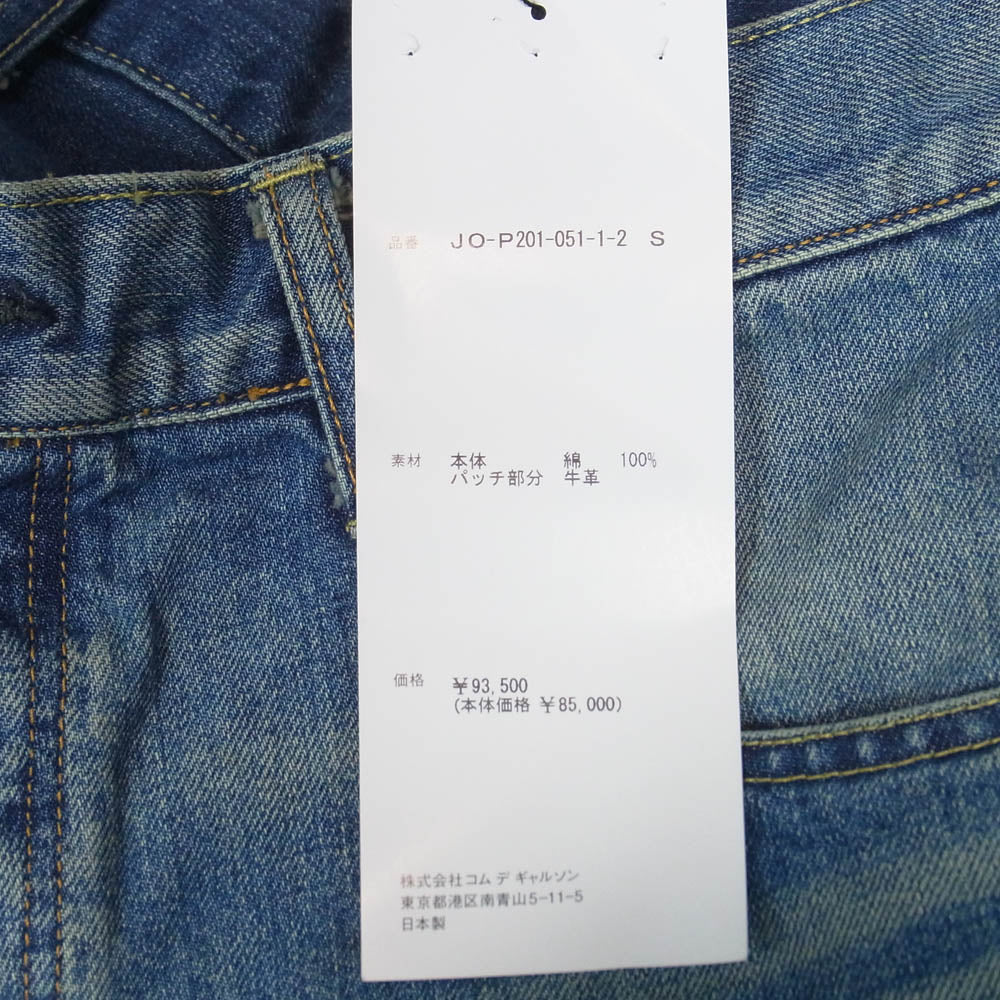 品番 JO-P201-051-1-2 S
素材 本体 綿 100%
パッチ部分 牛革
価格 ¥93,500
(本体価格 ¥85,000)
株式会社コム デ ギャルソン
東京都港区南青山5-11-5
日本製